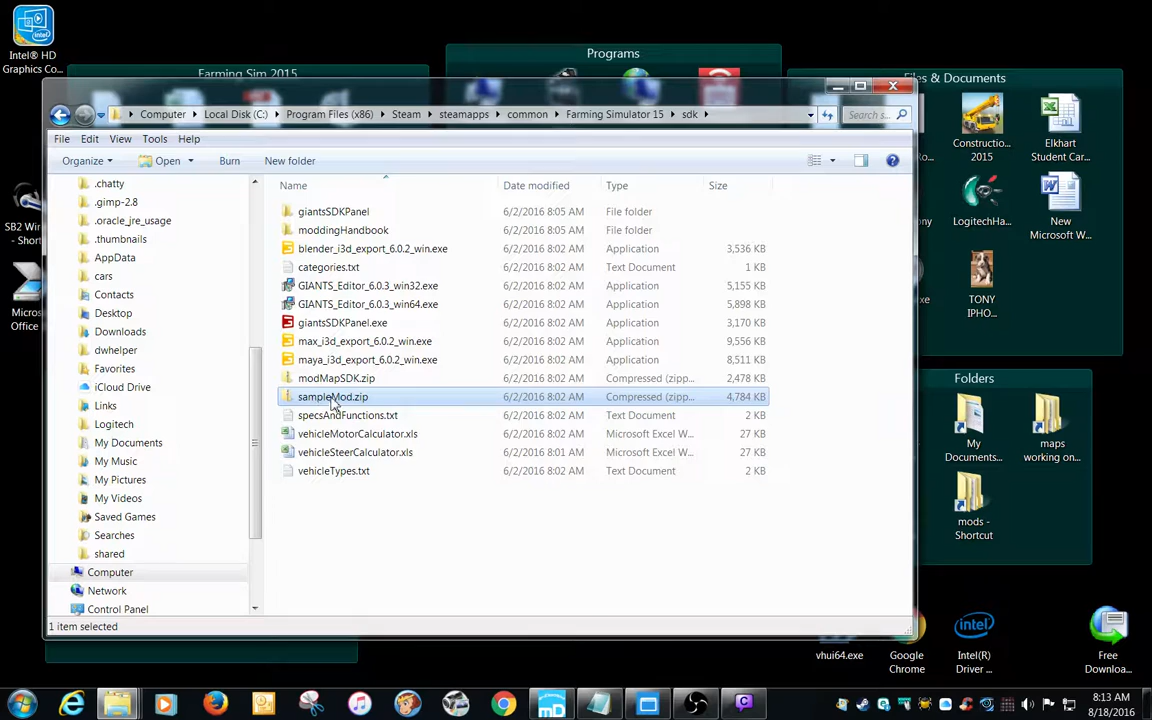 Intel® HD
Graphics Co...
Programs
Farming Sim 2015
Files & Documents
Computer
Local Disk (C:)
Program Files (x86)
Steam
steamapps
common
Farming Simulator 15
sdk
Search s...
File Edit View Tools Help
Organize Open Burn New folder
Name Date modified Type Size
giantsSDKPanel 6/2/2016 8:05 AM File folder
moddingHandbook 6/2/2016 8:05 AM File folder
blender_i3d_export_6.0.2_win.exe 6/2/2016 8:02 AM Application 3,536 KB
categories.txt 6/2/2016 8:02 AM Text Document 1 KB
GIANTS_Editor_6.0.3_win32.exe 6/2/2016 8:02 AM Application 5,155 KB
GIANTS_Editor_6.0.3_win64.exe 6/2/2016 8:02 AM Application 5,898 KB
giantsSDKPanel.exe 6/2/2016 8:02 AM Application 3,170 KB
max_i3d_export_6.0.2_win.exe 6/2/2016 8:02 AM Application 9,556 KB
maya_i3d_export_6.0.2_win.exe 6/2/2016 8:02 AM Application 8,511 KB
modMapSDK.zip 6/2/2016 8:02 AM Compressed (zipp... 2,478 KB
sampleMod.zip 6/2/2016 8:02 AM Compressed (zipp... 4,784 KB
specsAndFunctions.txt 6/2/2016 8:02 AM Text Document 2 KB
vehicleMotorCalculator.xls 6/2/2016 8:02 AM Microsoft Excel W... 27 KB
vehicleSteerCalculator.xls 6/2/2016 8:01 AM Microsoft Excel W... 27 KB
vehicleTypes.txt 6/2/2016 8:02 AM Text Document 2 KB
.chatty
.gimp-2.8
.oracle_jre_usage
.thumbnails
AppData
cars
Contacts
Desktop
Downloads
dwhelper
Favorites
iCloud Drive
Links
Logitech
My Documents
My Music
My Pictures
My Videos
Saved Games
Searches
shared
Computer
Network
Control Panel
1 item selected
SB2 Win
- Short
Micros
Office
Construction...
2015
Elkhart
Student Car...
LogitechHa...
New
Microsoft W...
TONY
IPHO...
Folders
My
Documents...
maps
working on...
mods -
Shortcut
vhui64.exe
Google
Chrome
Intel(R)
Driver ...
Free
Downloa...
8:13 AM
8/18/2016